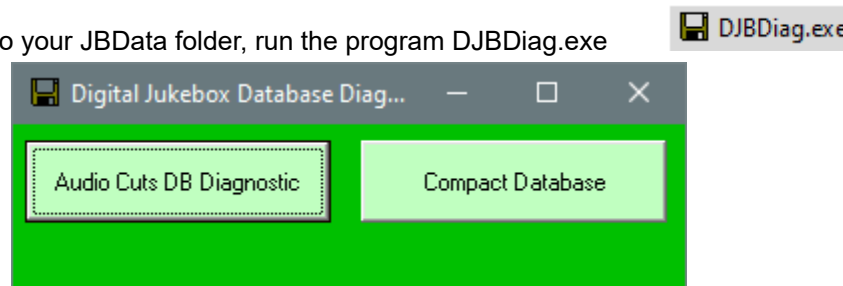 o your JBData folder, run the program DJBDiag.exe
DJBDiag.exe
Digital Jukebox Database Diag...
Audio Cuts DB Diagnostic
Compact Database